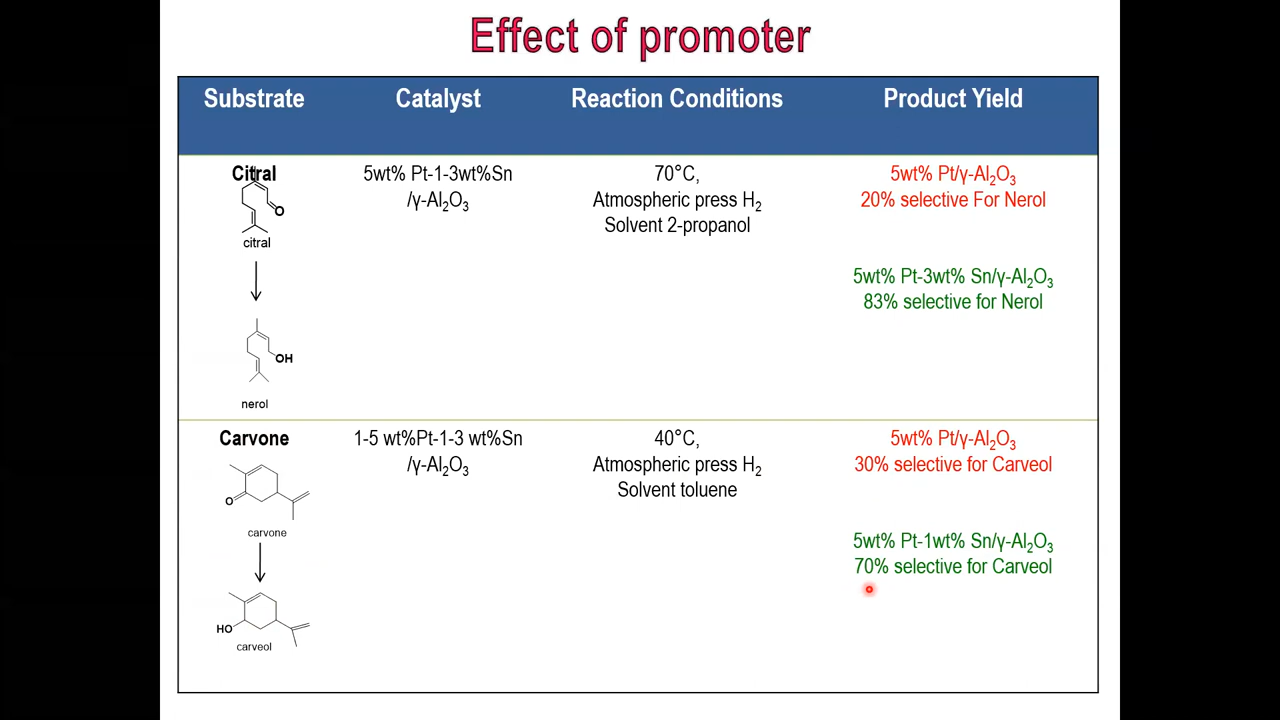 Effect of promoter
Substrate Catalyst Reaction Conditions Product Yield
Citral
O
citral
OH
nerol
5wt% Pt-1-3wt%Sn
/γ-Al₂O₃
70°C,
Atmospheric press H₂
Solvent 2-propanol
5wt% Pt/γ-Al₂O₃
20% selective For Nerol
5wt% Pt-3wt% Sn/γ-Al₂O₃
83% selective for Nerol
Carvone
O
carvone
HO
carveol
1-5 wt%Pt-1-3 wt%Sn
/γ-Al₂O₃
40°C,
Atmospheric press H₂
Solvent toluene
5wt% Pt/γ-Al₂O₃
30% selective for Carveol
5wt% Pt-1wt% Sn/γ-Al₂O₃
70% selective for Carveol